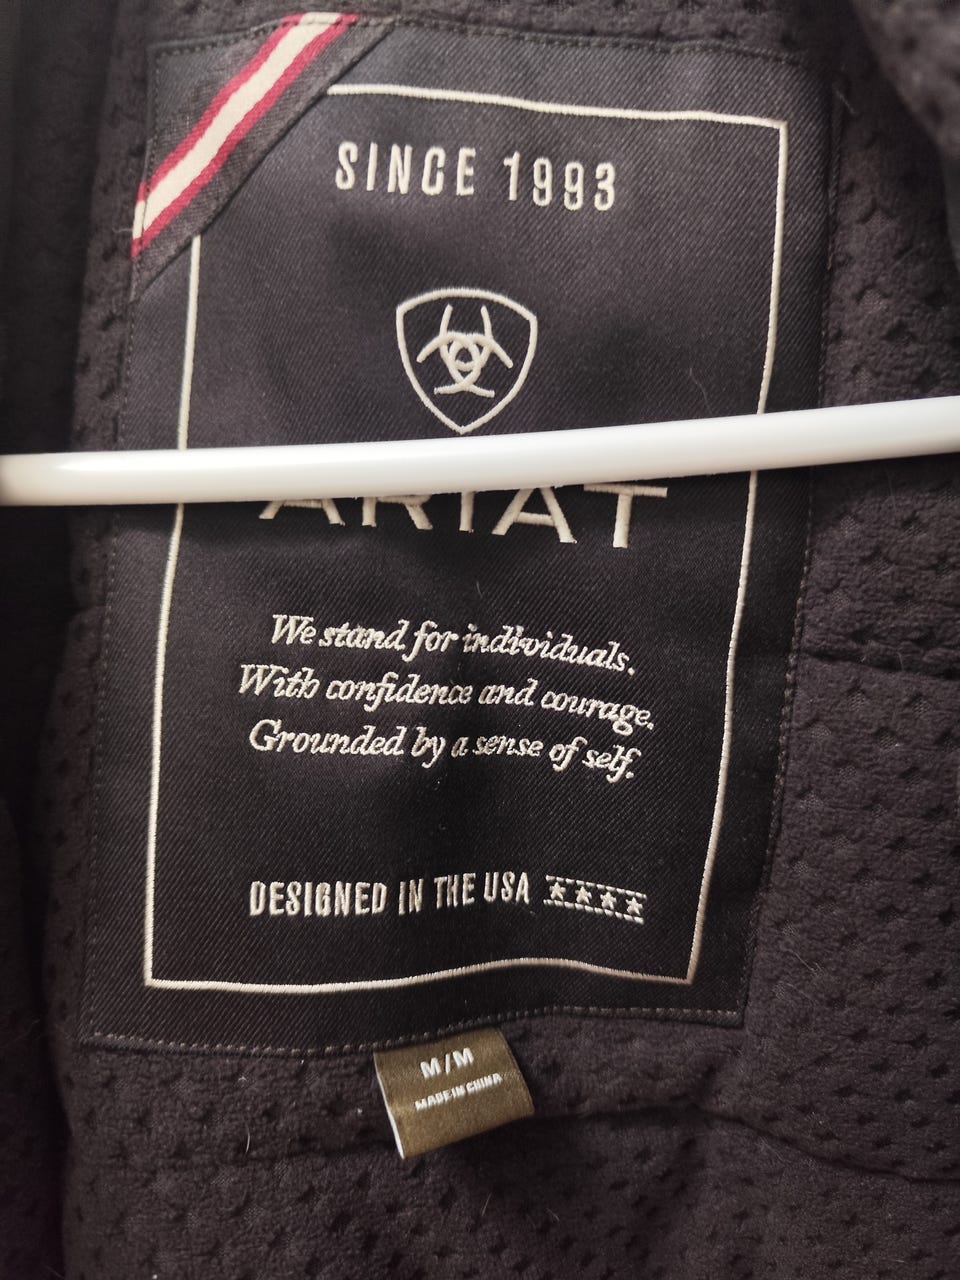 SINCE 1993
ARIAT
We stand for individuals.
With confidence and courage.
Grounded by a sense of self.
DESIGNED IN THE USA
M/M
MADE IN CHINA